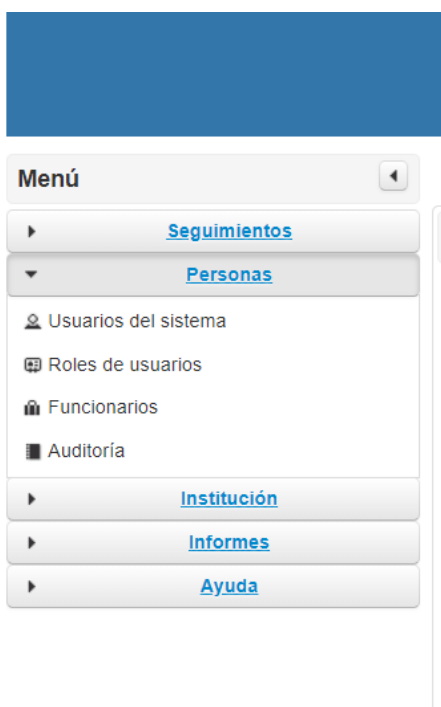 Menú
Seguimientos
Personas
Usuarios del sistema
Roles de usuarios
Funcionarios
Auditoría
Institución
Informes
Ayuda